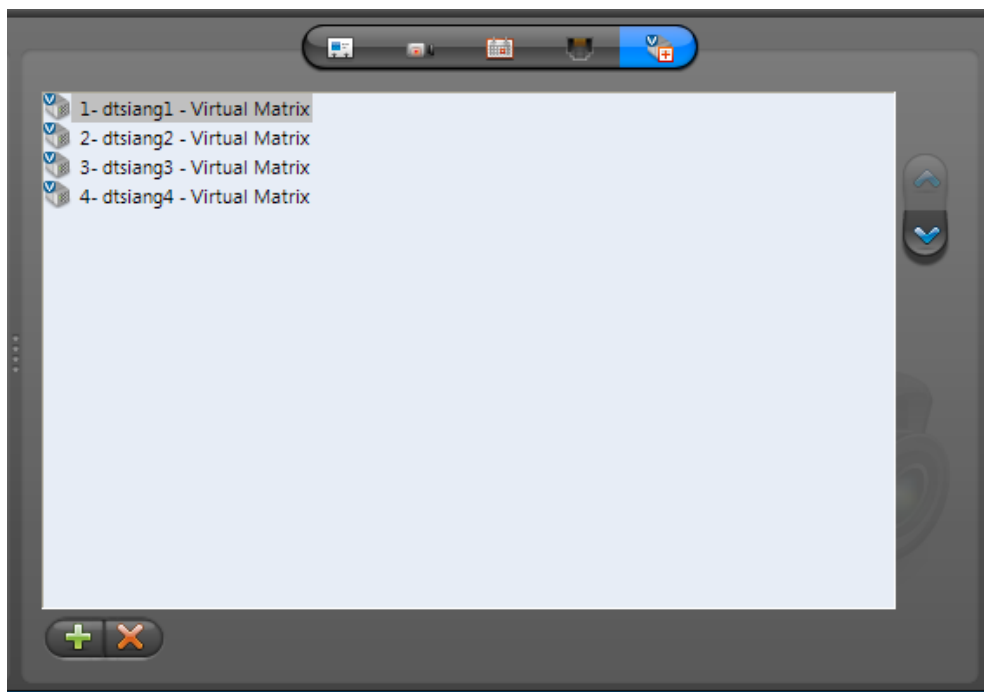 1- dtsiang1 - Virtual Matrix
2- dtsiang2 - Virtual Matrix
3- dtsiang3 - Virtual Matrix
4- dtsiang4 - Virtual Matrix